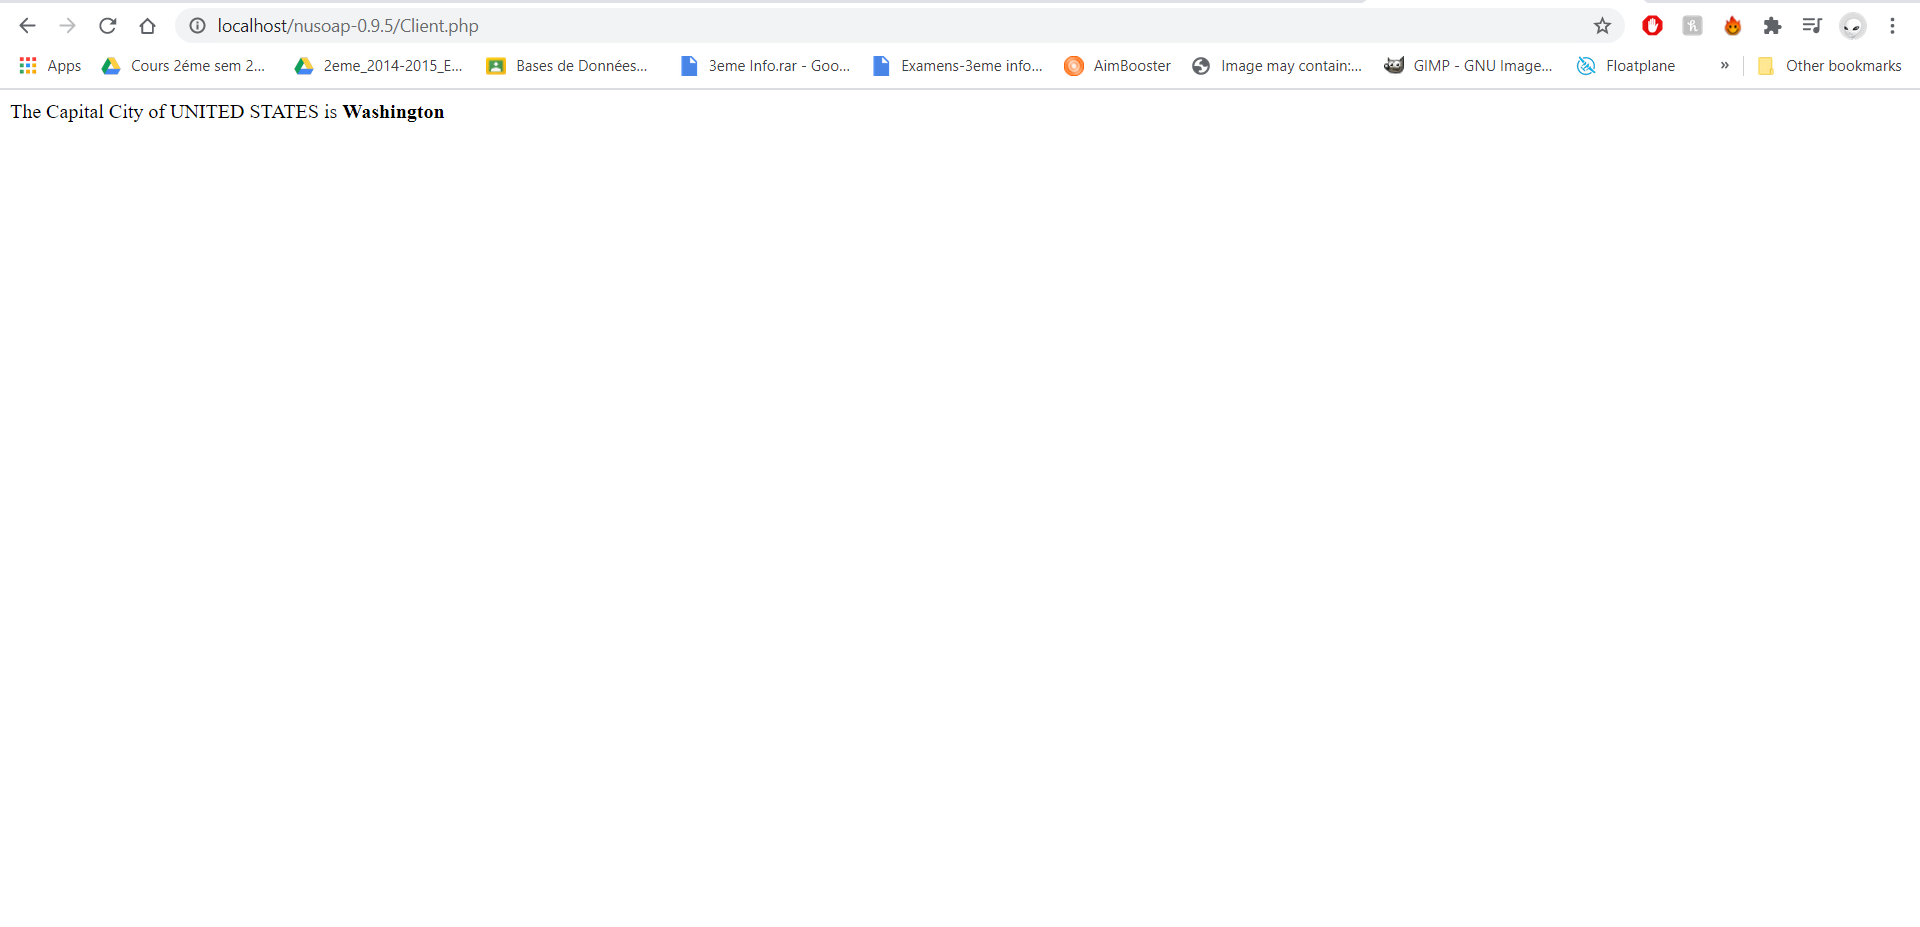 localhost/nusoap-0.9.5/Client.php
Apps Cours 2éme sem 2... 2eme_2014-2015_E... Bases de Données... 3eme Info.rar - Goo... Examens-3eme info... AimBooster Image may contain:... GIMP - GNU Image... Floatplane » Other bookmarks
The Capital City of UNITED STATES is Washington